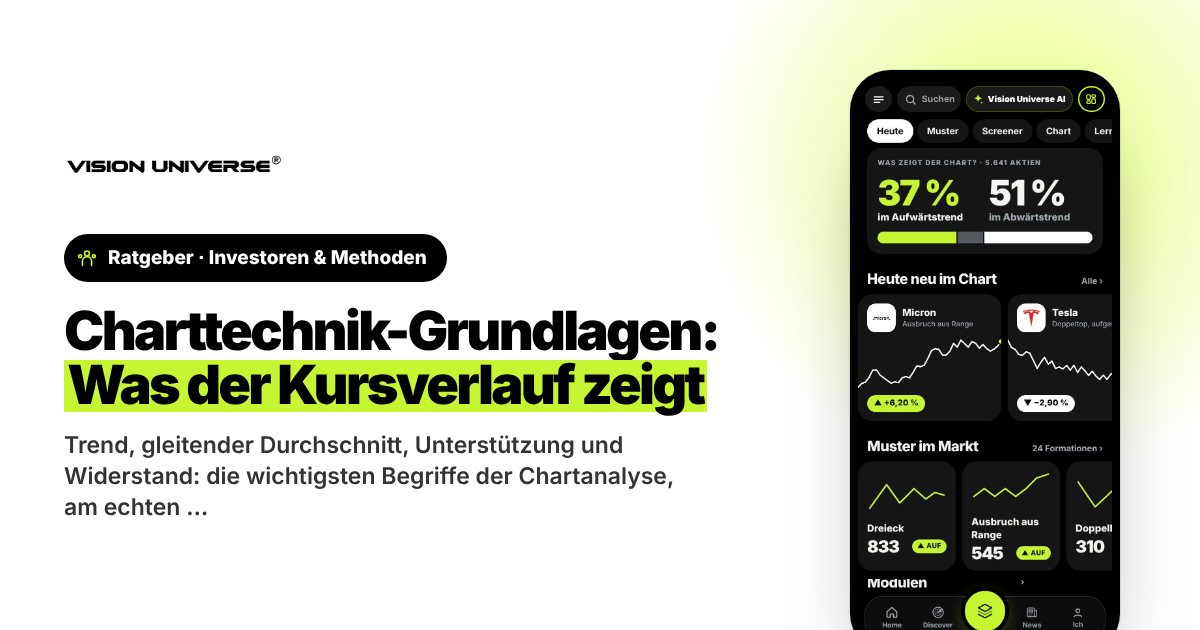 VISION UNIVERSE®
Ratgeber · Investoren & Methoden
Charttechnik-Grundlagen:
Was der Kursverlauf zeigt
Trend, gleitender Durchschnitt, Unterstützung und
Widerstand: die wichtigsten Begriffe der Chartanalyse,
am echten ...
Suchen
Vision Universe AI
Heute
Muster
Screener
Chart
Lern
WAS ZEIGT DER CHART? · 5.641 AKTIEN
37 %
51 %
im Aufwärtstrend
im Abwärtstrend
Heute neu im Chart
Alle ›
Micron
Ausbruch aus Range
Tesla
Doppeltop, aufge
▲ +6,20 %
▼ −2,90 %
Muster im Markt
24 Formationen ›
Dreieck
833
▲ AUF
Ausbruch aus
Range
545
▲ AUF
Doppell
310
Modulen
›
Home
Discover
News
Ich